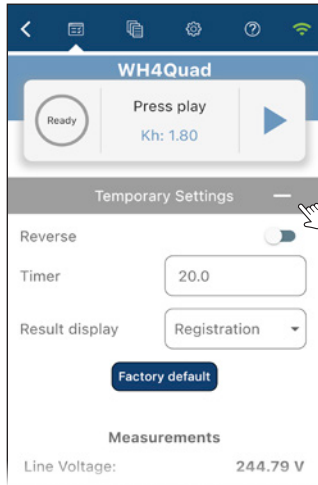 WH4Quad
Ready
Press play
Kh: 1.80
Temporary Settings
Reverse
Timer
20.0
Result display
Registration
Factory default
Measurements
Line Voltage:
244.79 V